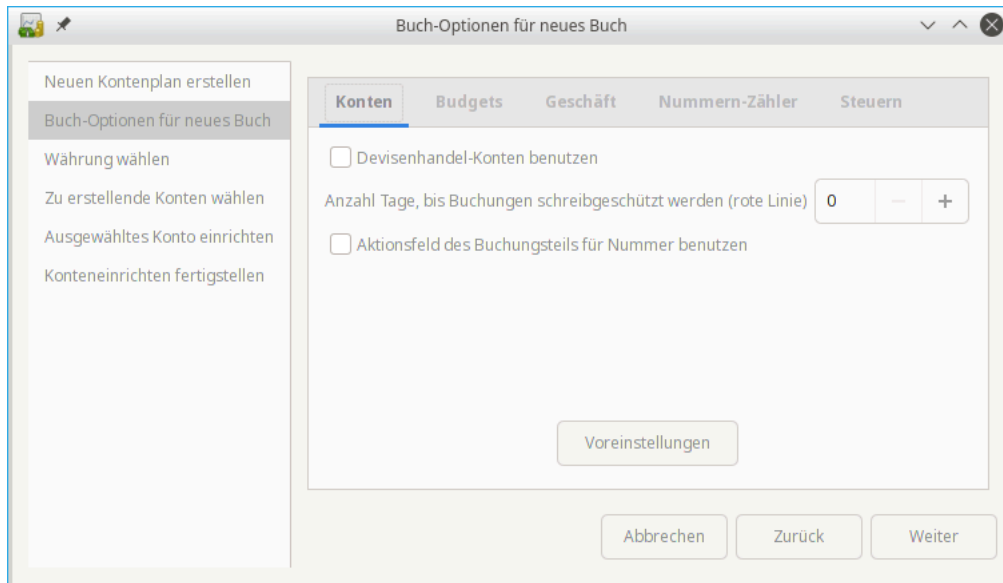 Buch-Optionen für neues Buch
Neuen Kontenplan erstellen
Buch-Optionen für neues Buch
Währung wählen
Zu erstellende Konten wählen
Ausgewähltes Konto einrichten
Konteneinrichten fertigstellen
Konten Budgets Geschäft Nummern-Zähler Steuern
Devisenhandel-Konten benutzen
Anzahl Tage, bis Buchungen schreibgeschützt werden (rote Linie) 0 − +
Aktionsfeld des Buchungsteils für Nummer benutzen
Voreinstellungen
Abbrechen Zurück Weiter